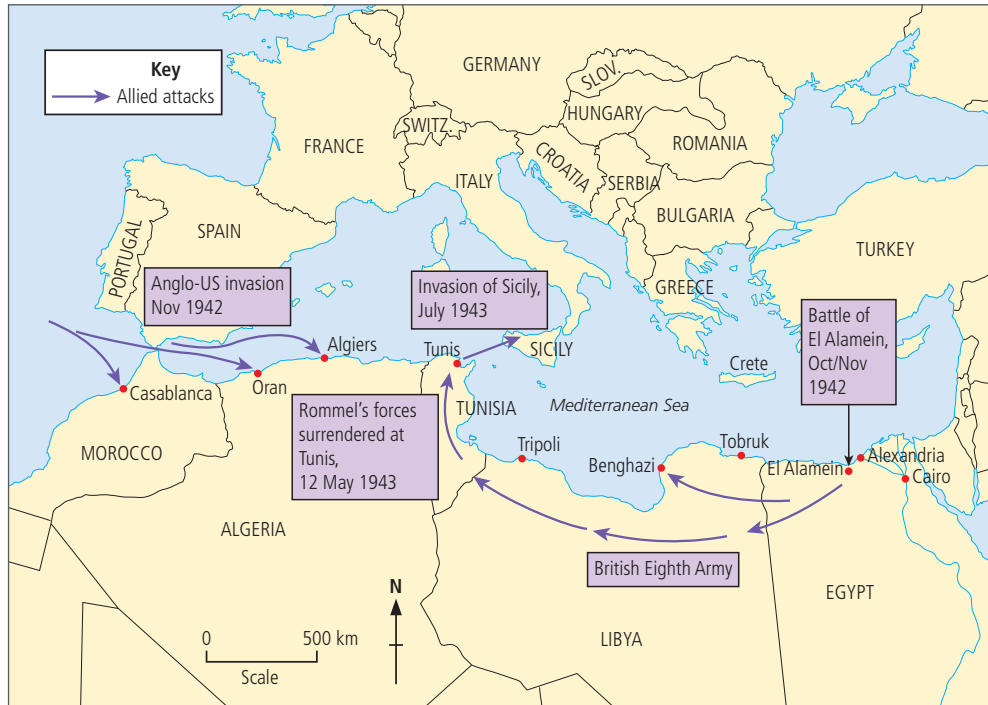 Key
Allied attacks
GERMANY
SLOV.
HUNGARY
SWITZ.
FRANCE
ROMANIA
CROATIA
ITALY
SERBIA
BULGARIA
PORTUGAL
SPAIN
TURKEY
GREECE
Anglo-US invasion
Nov 1942
Invasion of Sicily,
July 1943
Battle of
El Alamein,
Oct/Nov
1942
Algiers
Tunis
SICILY
Crete
Oran
Casablanca
Rommel's forces
surrendered at
Tunis,
12 May 1943
TUNISIA
Mediterranean Sea
MOROCCO
Tripoli
Tobruk
Benghazi
El Alamein
Alexandria
Cairo
ALGERIA
British Eighth Army
EGYPT
LIBYA
N
0 500 km
Scale